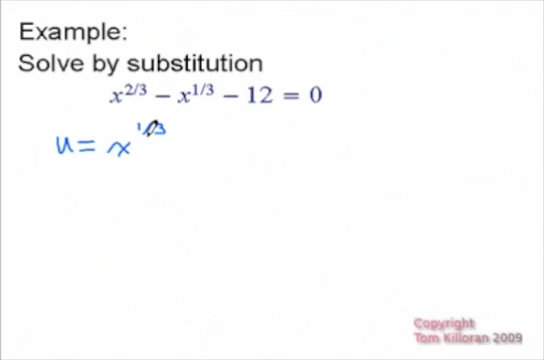 Example:
Solve by substitution
x^{2/3} − x^{1/3} − 12 = 0
u = x^{1/3}
Copyright
Tom Killoran 2009